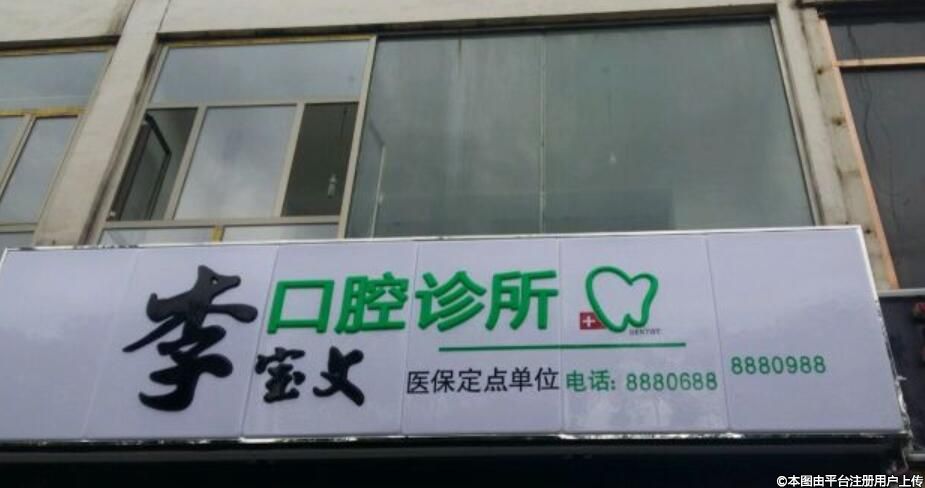 李宝文
口腔诊所
DENTIST
医保定点单位 电话: 8880688 8880988
©本图由平台注册用户上传